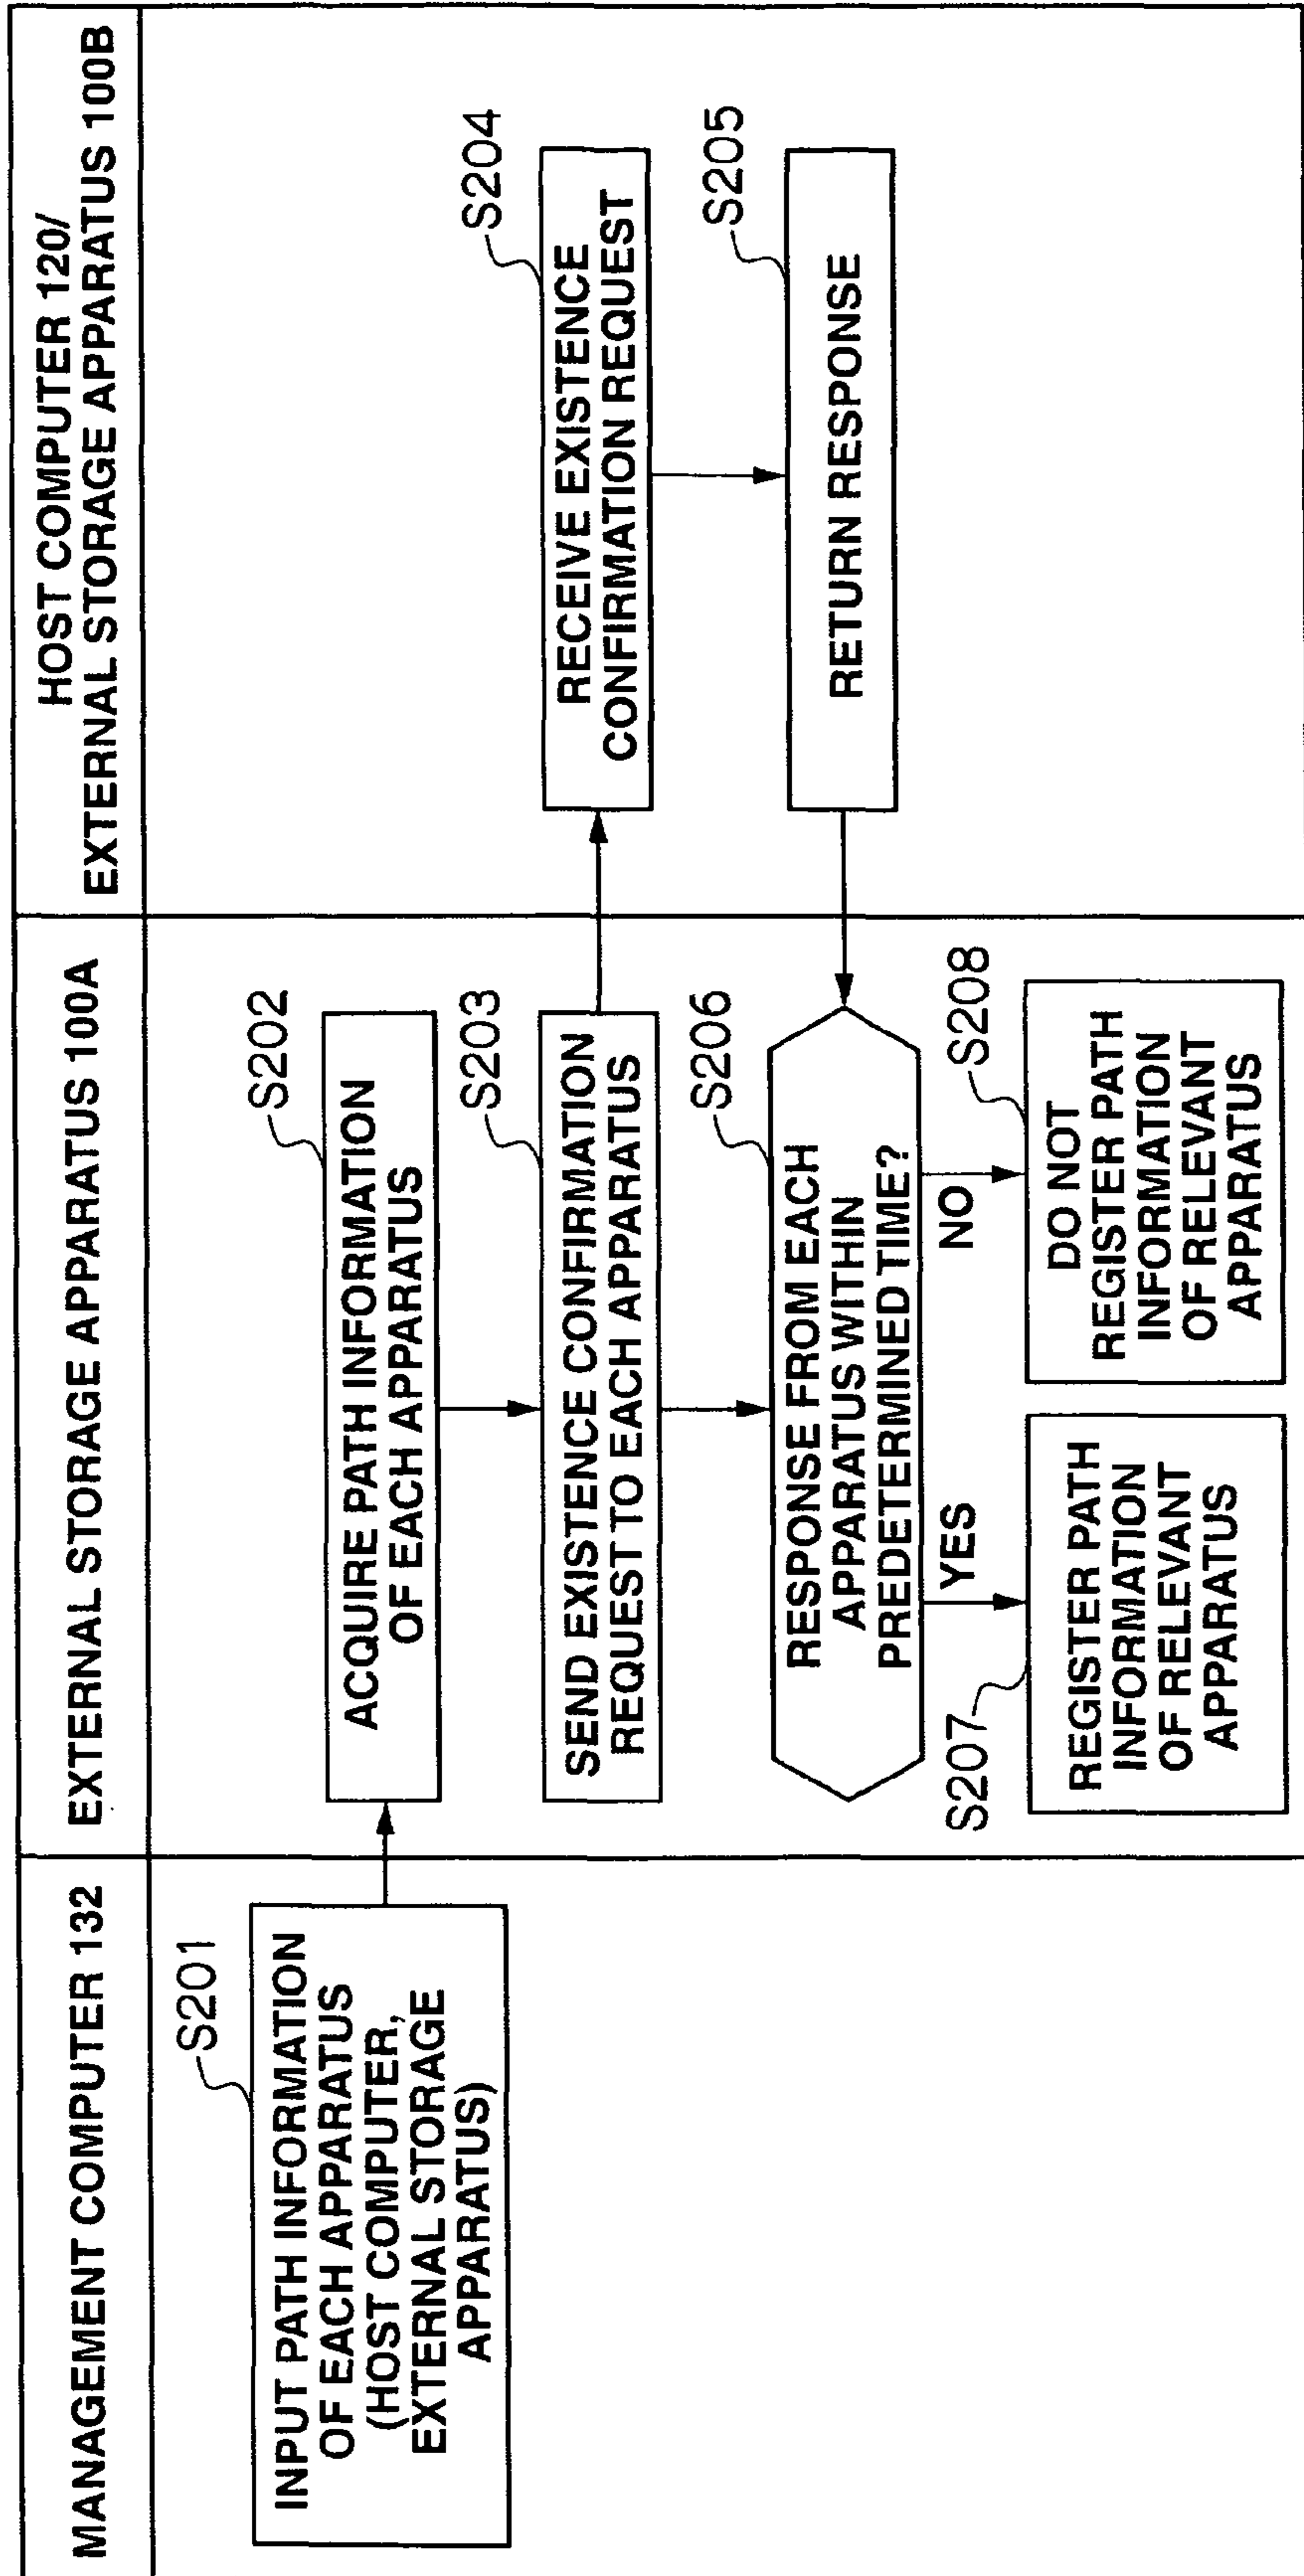 MANAGEMENT COMPUTER 132
EXTERNAL STORAGE APPARATUS 100A
HOST COMPUTER 120/
EXTERNAL STORAGE APPARATUS 100B
S201
INPUT PATH INFORMATION
OF EACH APPARATUS
(HOST COMPUTER,
EXTERNAL STORAGE
APPARATUS)
S202
ACQUIRE PATH INFORMATION
OF EACH APPARATUS
S203
SEND EXISTENCE CONFIRMATION
REQUEST TO EACH APPARATUS
S204
RECEIVE EXISTENCE
CONFIRMATION REQUEST
S205
RETURN RESPONSE
S206
RESPONSE FROM EACH
APPARATUS WITHIN
PREDETERMINED TIME?
YES
NO
S207
REGISTER PATH
INFORMATION
OF RELEVANT
APPARATUS
S208
DO NOT
REGISTER PATH
INFORMATION
OF RELEVANT
APPARATUS